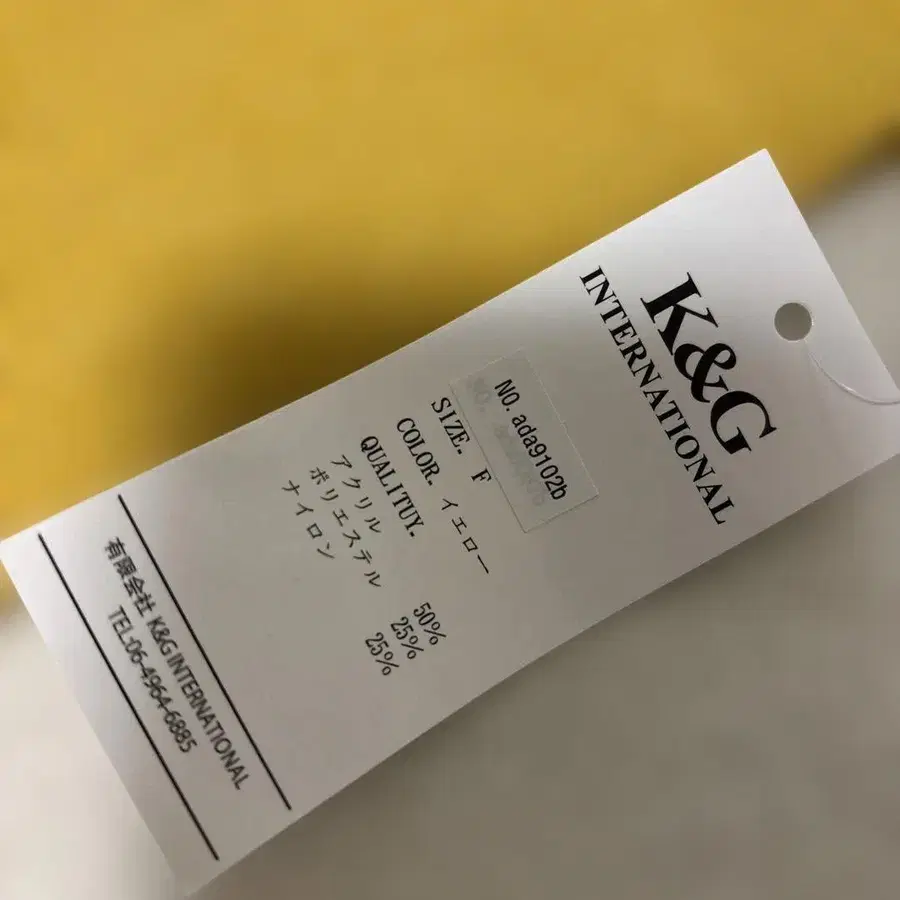 K&G
INTERNATIONAL
NO. ada9102b
SIZE. F
COLOR. イエロー
QUALITUY.
アクリル 50%
ポリエステル 25%
ナイロン 25%
有限会社 K&G INTERNATIONAL
TEL:06-4964-6885